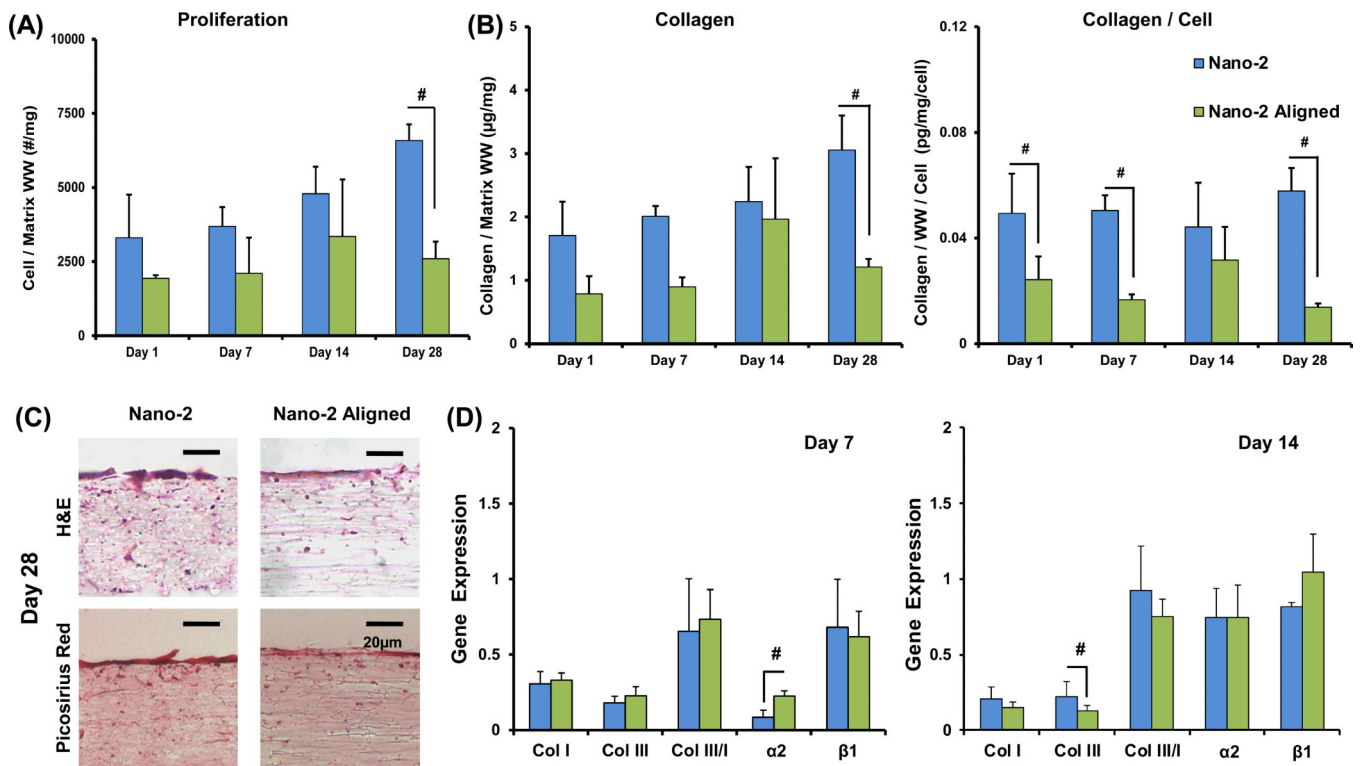 (A)
Proliferation
10000
7500
5000
2500
0
Cell / Matrix WW (#/mg)
#
Day 1 Day 7 Day 14 Day 28
(B)
Collagen
5
4
3
2
1
0
Collagen / Matrix WW (µg/mg)
#
Day 1 Day 7 Day 14 Day 28
Collagen / Cell
0.12
0.08
0.04
0
Collagen / WW / Cell (pg/mg/cell)
Nano-2
Nano-2 Aligned
# # #
Day 1 Day 7 Day 14 Day 28
(C)
Nano-2 Nano-2 Aligned
Day 28
H&E
Picosirius Red
20µm
(D)
Day 7
2
1.5
1
0.5
0
Gene Expression
#
Col I Col III Col III/I α2 β1
Day 14
2
1.5
1
0.5
0
Gene Expression
#
Col I Col III Col III/I α2 β1